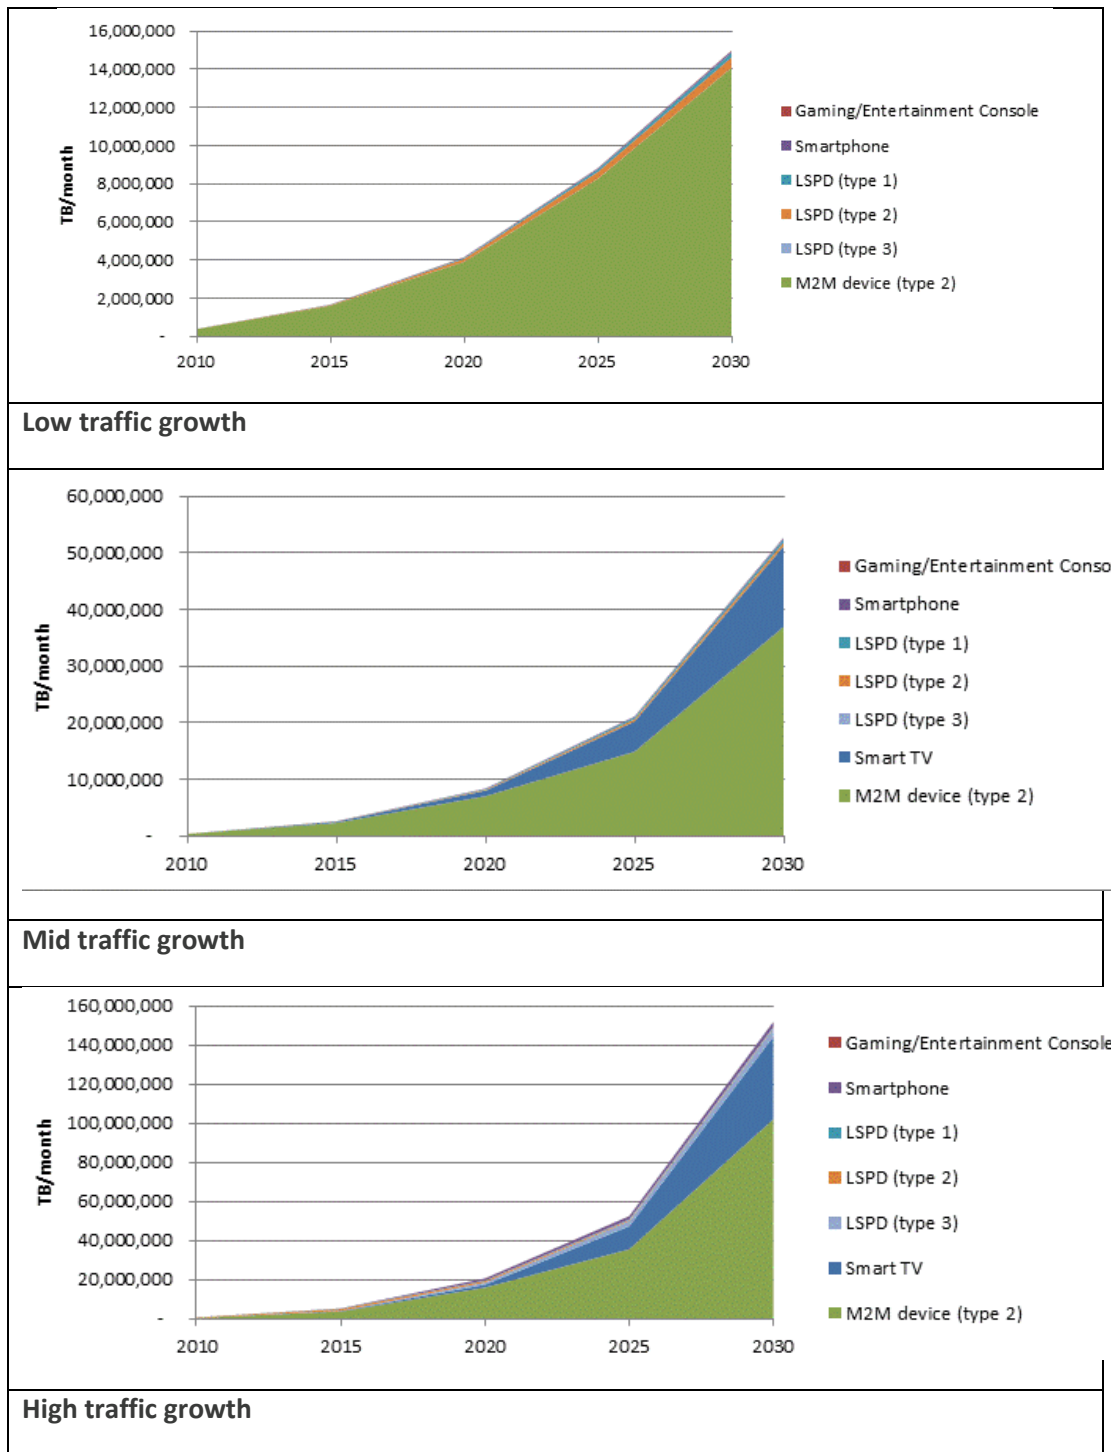 16,000,000
14,000,000
12,000,000
10,000,000
8,000,000
6,000,000
4,000,000
2,000,000
-
TB/month
2010 2015 2020 2025 2030
Gaming/Entertainment Console
Smartphone
LSPD (type 1)
LSPD (type 2)
LSPD (type 3)
M2M device (type 2)
Low traffic growth
60,000,000
50,000,000
40,000,000
30,000,000
20,000,000
10,000,000
-
TB/month
2010 2015 2020 2025 2030
Gaming/Entertainment Conso
Smartphone
LSPD (type 1)
LSPD (type 2)
LSPD (type 3)
Smart TV
M2M device (type 2)
Mid traffic growth
160,000,000
140,000,000
120,000,000
100,000,000
80,000,000
60,000,000
40,000,000
20,000,000
-
TB/month
2010 2015 2020 2025 2030
Gaming/Entertainment Console
Smartphone
LSPD (type 1)
LSPD (type 2)
LSPD (type 3)
Smart TV
M2M device (type 2)
High traffic growth